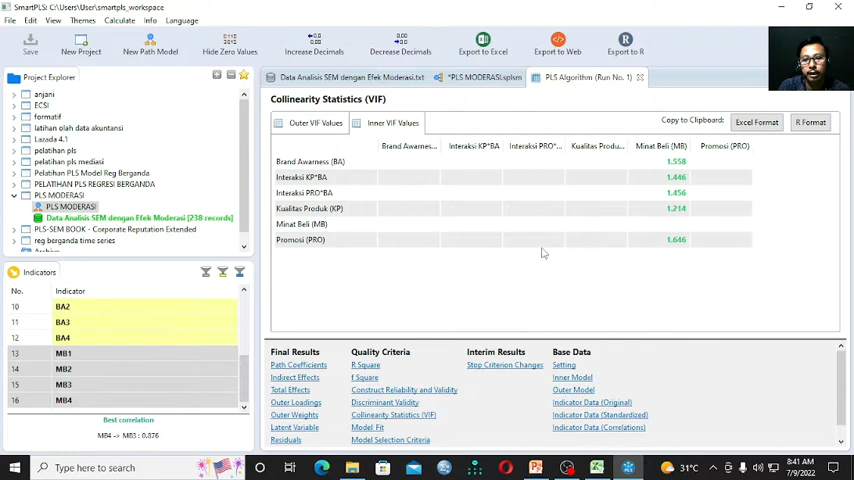 SmartPLS: C:\Users\User\smartpls_workspace
File Edit View Themes Calculate Info Language
Save New Project New Path Model Hide Zero Values Increase Decimals Decrease Decimals Export to Excel Export to Web Export to R
Project Explorer
anjani
ECSI
formatif
latihan olah data akuntansi
Lazada 4.1
pelatihan pls
pelatihan pls mediasi
Pelatihan PLS Model Reg Berganda
PELATIHAN PLS REGRESI BERGANDA
PLS MODERASI
PLS MODERASI
Data Analisis SEM dengan Efek Moderasi [238 records]
PLS-SEM BOOK - Corporate Reputation Extended
reg berganda time series
Indicators
No. Indicator
10 BA2
11 BA3
12 BA4
13 MB1
14 MB2
15 MB3
16 MB4
Best correlation
MB4 -> MB3 : 0.876
Data Analisis SEM dengan Efek Moderasi.txt *PLS MODERASI.splsm PLS Algorithm (Run No. 1)
Collinearity Statistics (VIF)
Outer VIF Values Inner VIF Values Copy to Clipboard: Excel Format R Format
Brand Awarnes... Interaksi KP*BA Interaksi PRO*... Kualitas Produ... Minat Beli (MB) Promosi (PRO)
Brand Awarness (BA) 1.558
Interaksi KP*BA 1.446
Interaksi PRO*BA 1.456
Kualitas Produk (KP) 1.214
Minat Beli (MB)
Promosi (PRO) 1.646
Final Results Quality Criteria Interim Results Base Data
Path Coefficients R Square Stop Criterion Changes Setting
Indirect Effects f Square Inner Model
Total Effects Construct Reliability and Validity Outer Model
Outer Loadings Discriminant Validity Indicator Data (Original)
Outer Weights Collinearity Statistics (VIF) Indicator Data (Standardized)
Latent Variable Model Fit Indicator Data (Correlations)
Residuals Model Selection Criteria
Type here to search 31°C 8:41 AM
7/9/2022